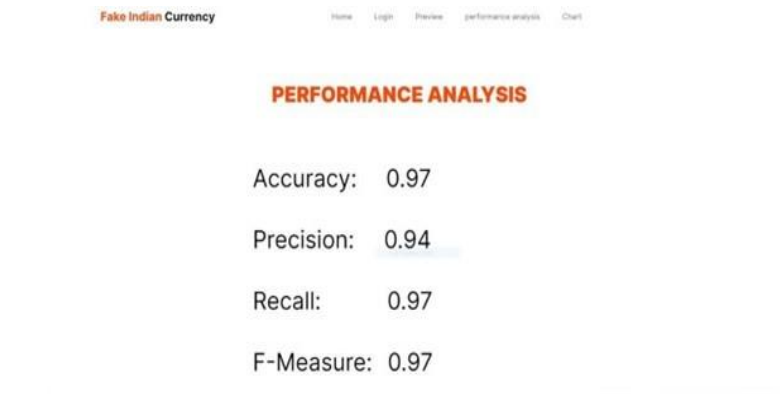 Fake Indian Currency Home Login Preview performance analysis Chart
PERFORMANCE ANALYSIS
Accuracy: 0.97
Precision: 0.94
Recall: 0.97
F-Measure: 0.97